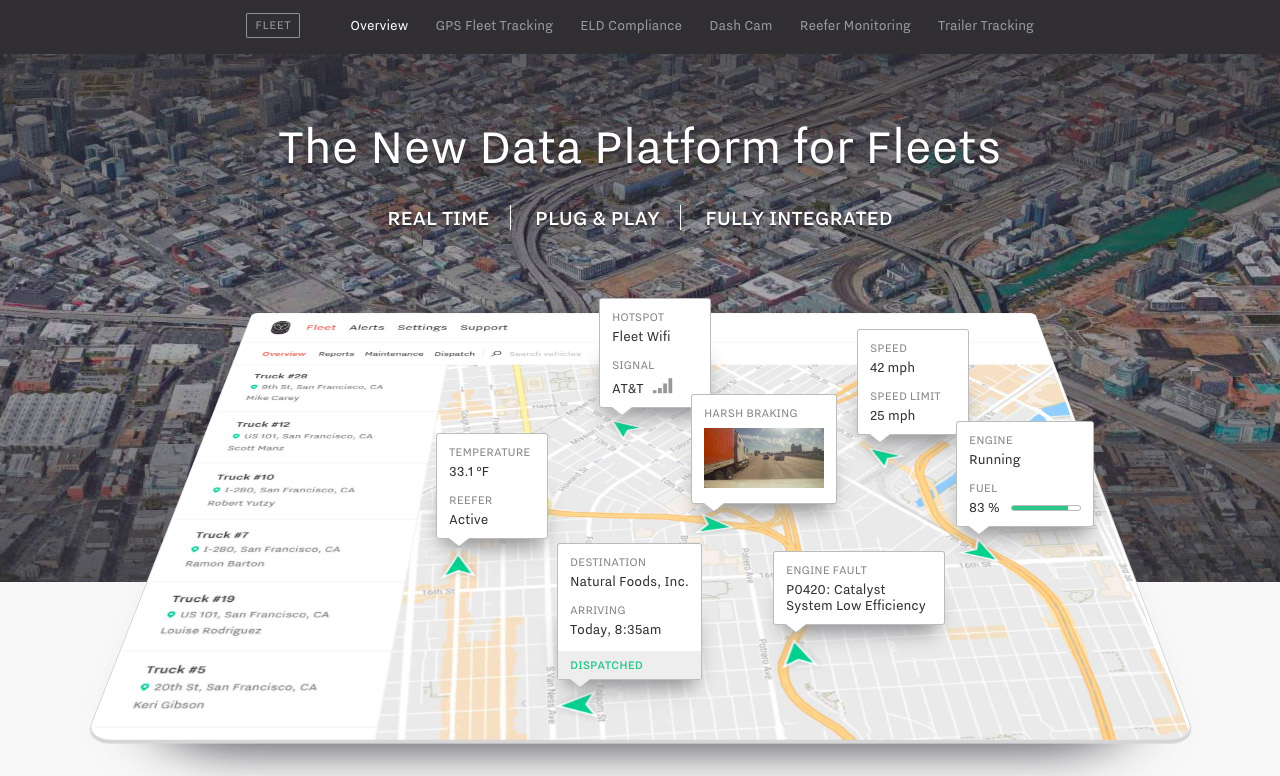 FLEET
Overview
GPS Fleet Tracking
ELD Compliance
Dash Cam
Reefer Monitoring
Trailer Tracking
The New Data Platform for Fleets
REAL TIME
PLUG & PLAY
FULLY INTEGRATED
Fleet
Alerts
Settings
Support
Overview
Reports
Maintenance
Dispatch
Search vehicles
Truck #28
9th St, San Francisco, CA
Mike Carey
Truck #12
US 101, San Francisco, CA
Scott Manz
Truck #10
I-280, San Francisco, CA
Robert Yutzy
Truck #7
I-280, San Francisco, CA
Ramon Barton
Truck #19
US 101, San Francisco, CA
Louise Rodriguez
Truck #5
20th St, San Francisco, CA
Keri Gibson
HOTSPOT
Fleet Wifi
SIGNAL
AT&T
SPEED
42 mph
SPEED LIMIT
25 mph
HARSH BRAKING
TEMPERATURE
33.1 °F
REEFER
Active
ENGINE
Running
FUEL
83 %
DESTINATION
Natural Foods, Inc.
ARRIVING
Today, 8:35am
DISPATCHED
ENGINE FAULT
P0420: Catalyst
System Low Efficiency
16th St
Potrero Ave
Potrero Ave
S Van Ness Ave
Folsom St